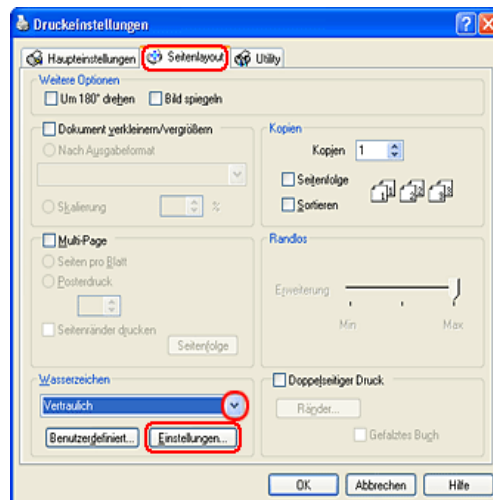 Druckeinstellungen
Haupteinstellungen Seitenlayout Utility
Weitere Optionen
Um 180° drehen Bild spiegeln
Dokument verkleinern/vergrößern
Nach Ausgabeformat
Skalierung %
Kopien
Kopien 1
Seitenfolge
Sortieren
Multi-Page
Seiten pro Blatt
Posterdruck
Seitenränder drucken
Seitenfolge
Randlos
Erweiterung
Min Max
Wasserzeichen
Vertraulich
Benutzerdefiniert... Einstellungen...
Doppelseitiger Druck
Ränder...
Gefalztes Buch
OK Abbrechen Hilfe